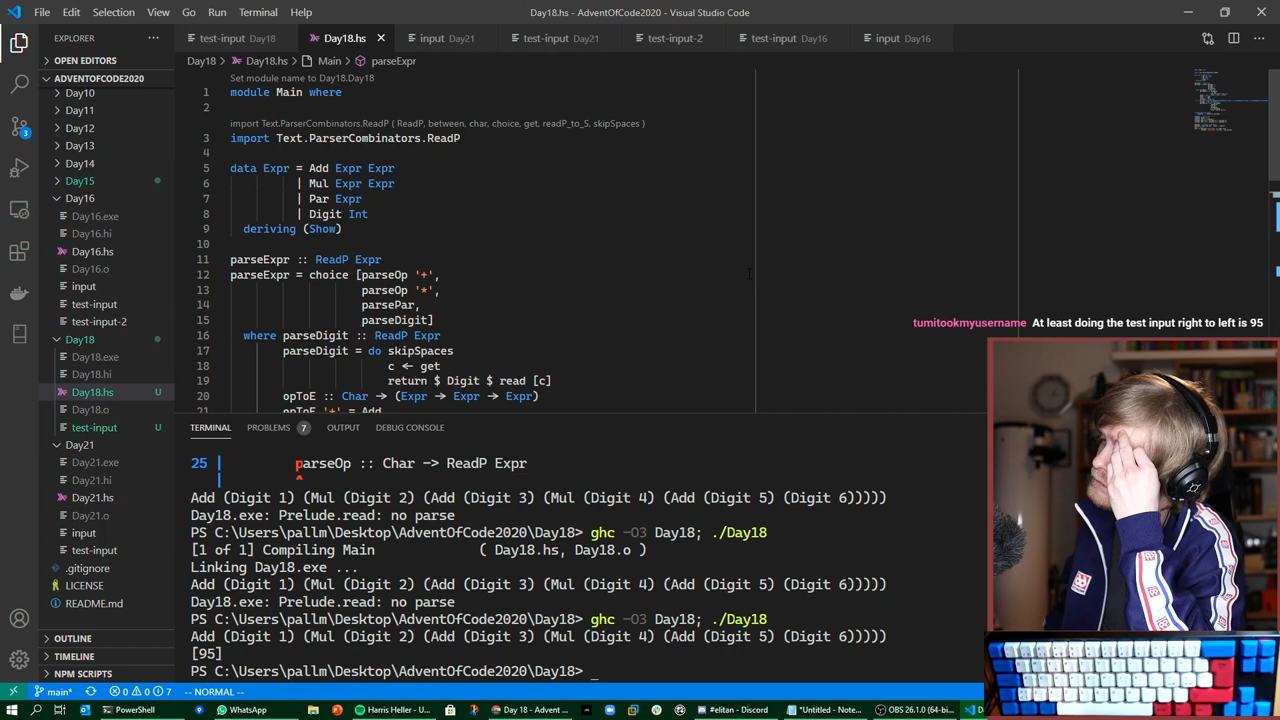 File Edit Selection View Go Run Terminal Help
Day18.hs - AdventOfCode2020 - Visual Studio Code
EXPLORER
test-input Day18
Day18.hs
input Day21
test-input Day21
test-input-2
test-input Day16
input Day16
OPEN EDITORS
Day18 > Day18.hs > Main > parseExpr
ADVENTOFCODE2020
Day10
Day11
Day12
Day13
Day14
Day15
Day16
Day16.exe
Day16.hi
Day16.hs
Day16.o
input
test-input
test-input-2
Day18
Day18.exe
Day18.hi
Day18.hs U
Day18.o
test-input U
Day21
Day21.exe
Day21.hi
Day21.hs
Day21.o
input
test-input
.gitignore
LICENSE
README.md
OUTLINE
TIMELINE
NPM SCRIPTS
3
Set module name to Day18.Day18
1 module Main where
2
import Text.ParserCombinators.ReadP ( ReadP, between, char, choice, get, readP_to_S, skipSpaces )
3 import Text.ParserCombinators.ReadP
4
5 data Expr = Add Expr Expr
6 | Mul Expr Expr
7 | Par Expr
8 | Digit Int
9 deriving (Show)
10
11 parseExpr :: ReadP Expr
12 parseExpr = choice [parseOp '+',
13 parseOp '*',
14 parsePar,
15 parseDigit]
16 where parseDigit :: ReadP Expr
17 parseDigit = do skipSpaces
18 c ← get
19 return $ Digit $ read [c]
20 opToE :: Char → (Expr → Expr → Expr)
21 opToE '+' = Add
tumitookmyusername At least doing the test input right to left is 95
TERMINAL PROBLEMS 7 OUTPUT DEBUG CONSOLE
25 | parseOp :: Char -> ReadP Expr
| ^
Add (Digit 1) (Mul (Digit 2) (Add (Digit 3) (Mul (Digit 4) (Add (Digit 5) (Digit 6)))))
Day18.exe: Prelude.read: no parse
PS C:\Users\pallm\Desktop\AdventOfCode2020\Day18> ghc -O3 Day18; ./Day18
[1 of 1] Compiling Main ( Day18.hs, Day18.o )
Linking Day18.exe ...
Add (Digit 1) (Mul (Digit 2) (Add (Digit 3) (Mul (Digit 4) (Add (Digit 5) (Digit 6)))))
Day18.exe: Prelude.read: no parse
PS C:\Users\pallm\Desktop\AdventOfCode2020\Day18> ghc -O3 Day18; ./Day18
Add (Digit 1) (Mul (Digit 2) (Add (Digit 3) (Mul (Digit 4) (Add (Digit 5) (Digit 6)))))
[95]
PS C:\Users\pallm\Desktop\AdventOfCode2020\Day18> _
main* 0 0 7 -- NORMAL --
PowerShell
WhatsApp
Harris Heller - U...
Day 18 - Advent ...
#elitan - Discord
*Untitled - Note...
OBS 26.1.0 (64-bi...